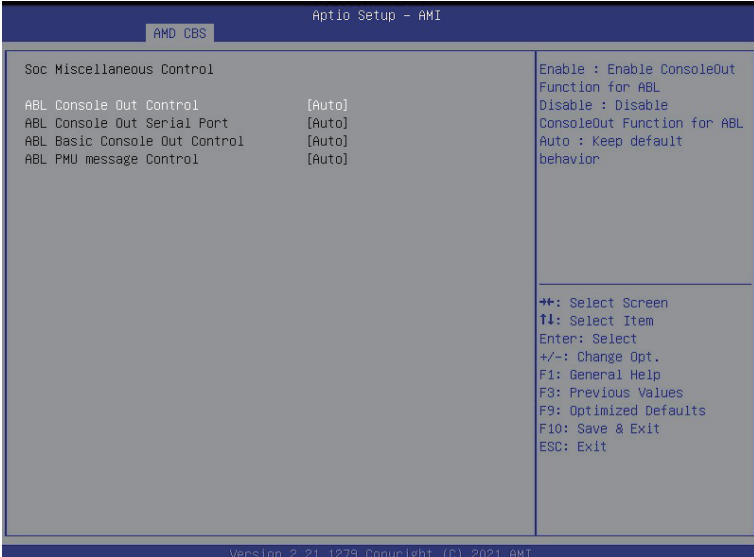 Aptio Setup - AMI
AMD CBS
Soc Miscellaneous Control
ABL Console Out Control [Auto]
ABL Console Out Serial Port [Auto]
ABL Basic Console Out Control [Auto]
ABL PMU message Control [Auto]
Enable : Enable ConsoleOut
Function for ABL
Disable : Disable
ConsoleOut Function for ABL
Auto : Keep default
behavior
→←: Select Screen
↑↓: Select Item
Enter: Select
+/-: Change Opt.
F1: General Help
F3: Previous Values
F9: Optimized Defaults
F10: Save & Exit
ESC: Exit
Version 2.21.1279 Copyright (C) 2021 AMI